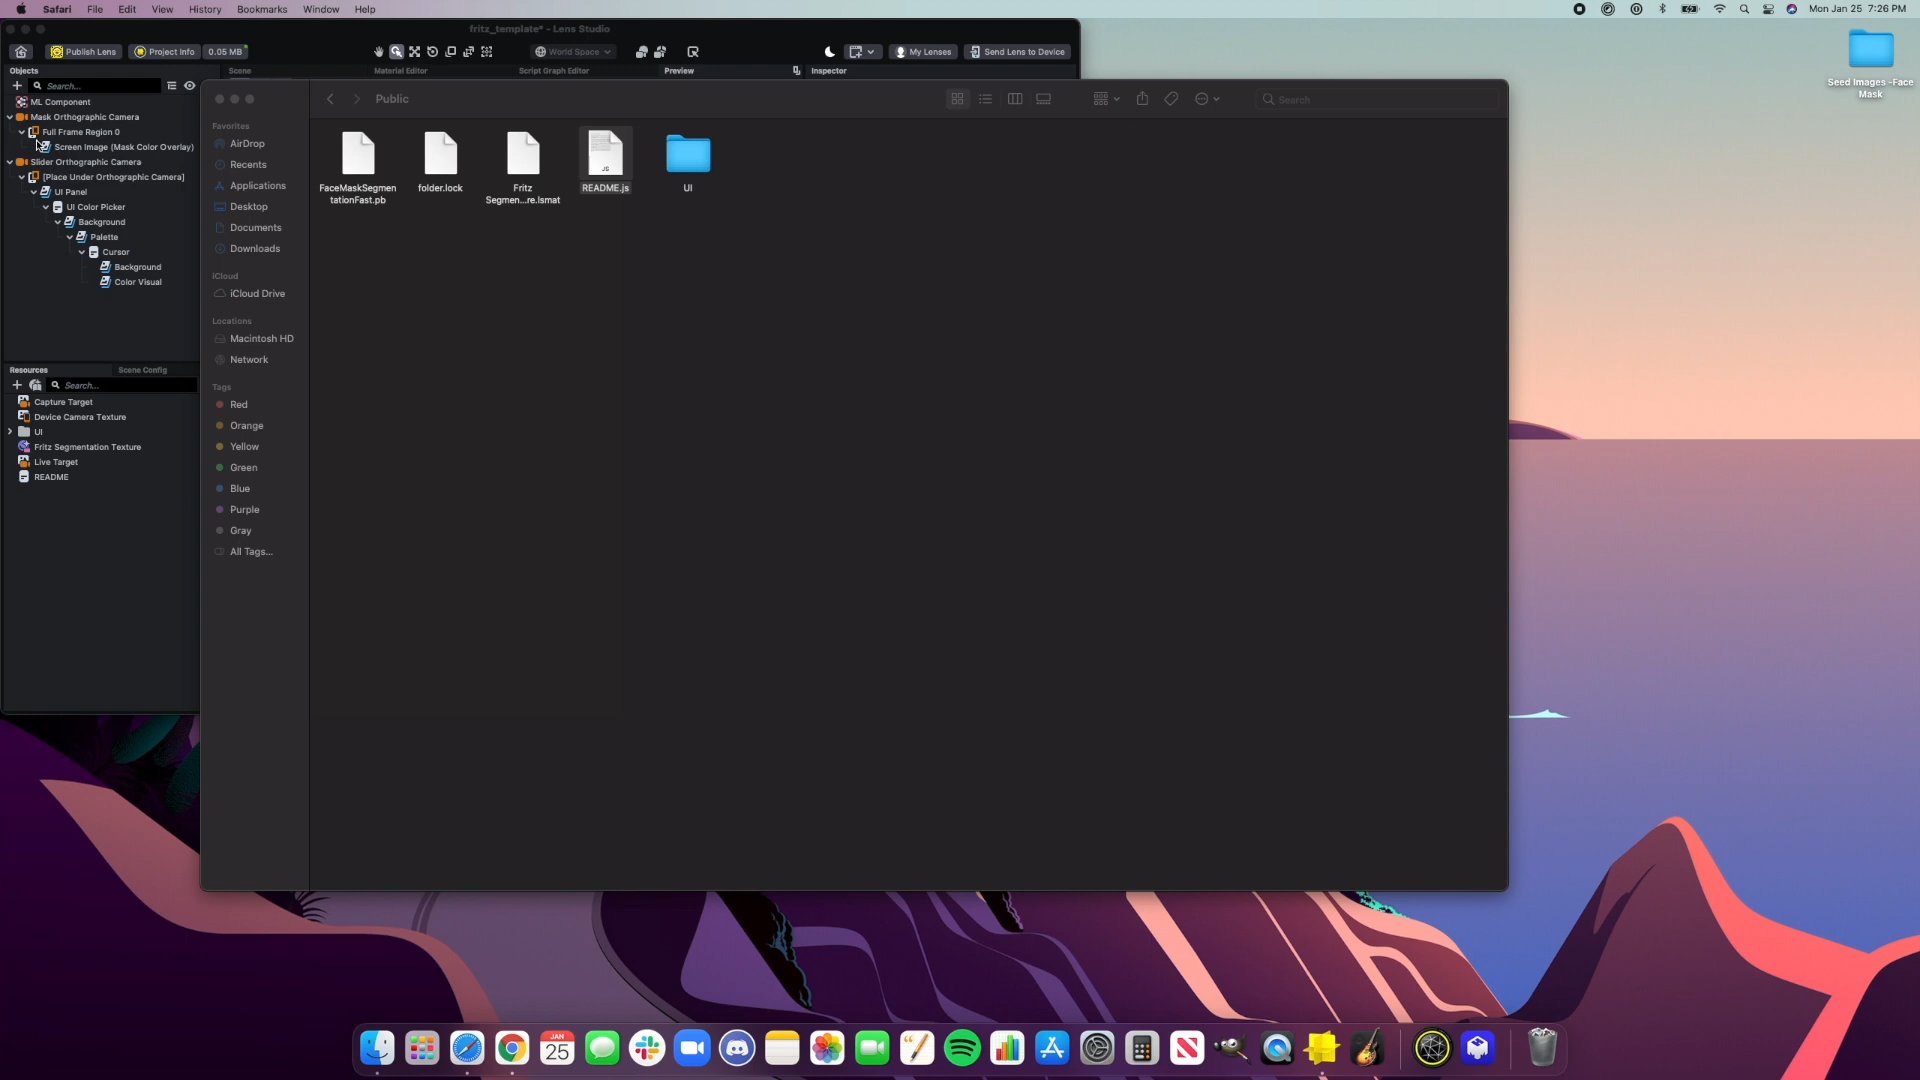 Safari File Edit View History Bookmarks Window Help
Mon Jan 25 7:26 PM
fritz_template* - Lens Studio
Publish Lens Project Info 0.05 MB
World Space
My Lenses Send Lens to Device
Objects
Scene Material Editor Script Graph Editor Preview Inspector
Search...
ML Component
Mask Orthographic Camera
Full Frame Region 0
Screen Image (Mask Color Overlay)
Slider Orthographic Camera
[Place Under Orthographic Camera]
UI Panel
UI Color Picker
Background
Palette
Cursor
Background
Color Visual
Resources Scene Config
Search...
Capture Target
Device Camera Texture
UI
Fritz Segmentation Texture
Live Target
README
Public
Search
Favorites
AirDrop
Recents
Applications
Desktop
Documents
Downloads
iCloud
iCloud Drive
Locations
Macintosh HD
Network
Tags
Red
Orange
Yellow
Green
Blue
Purple
Gray
All Tags...
JS
FaceMaskSegmen
tationFast.pb
folder.lock
Fritz
Segmen...re.lsmat
README.js
UI
Seed Images -Face
Mask
JAN
25